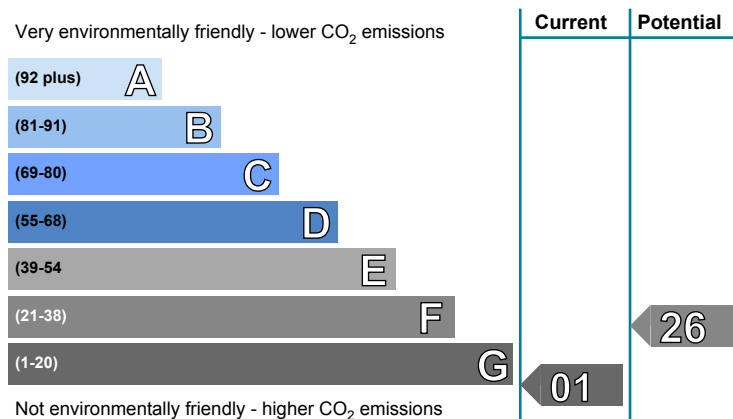 Current Potential
Very environmentally friendly - lower CO₂ emissions
(92 plus) A
(81-91) B
(69-80) C
(55-68) D
(39-54 E
(21-38) F
26
(1-20) G
01
Not environmentally friendly - higher CO₂ emissions